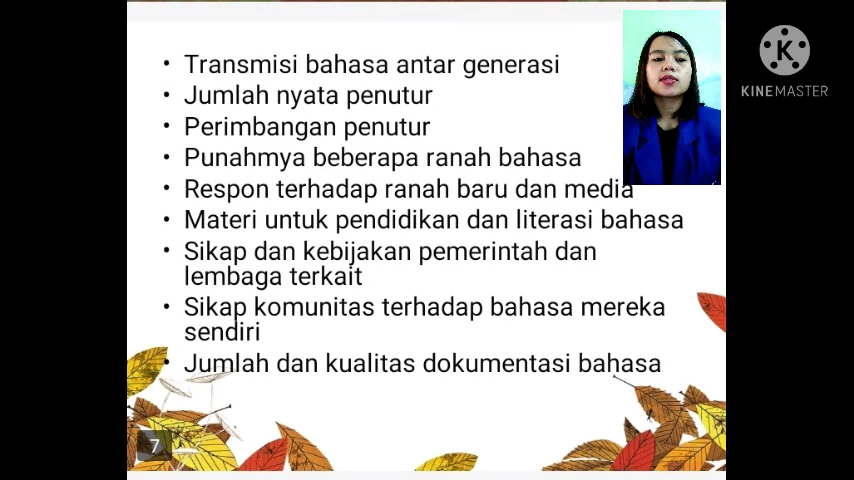 • Transmisi bahasa antar generasi
• Jumlah nyata penutur
• Perimbangan penutur
• Punahmya beberapa ranah bahasa
• Respon terhadap ranah baru dan media
• Materi untuk pendidikan dan literasi bahasa
• Sikap dan kebijakan pemerintah dan
lembaga terkait
• Sikap komunitas terhadap bahasa mereka
sendiri
• Jumlah dan kualitas dokumentasi bahasa
7
K
KINEMASTER